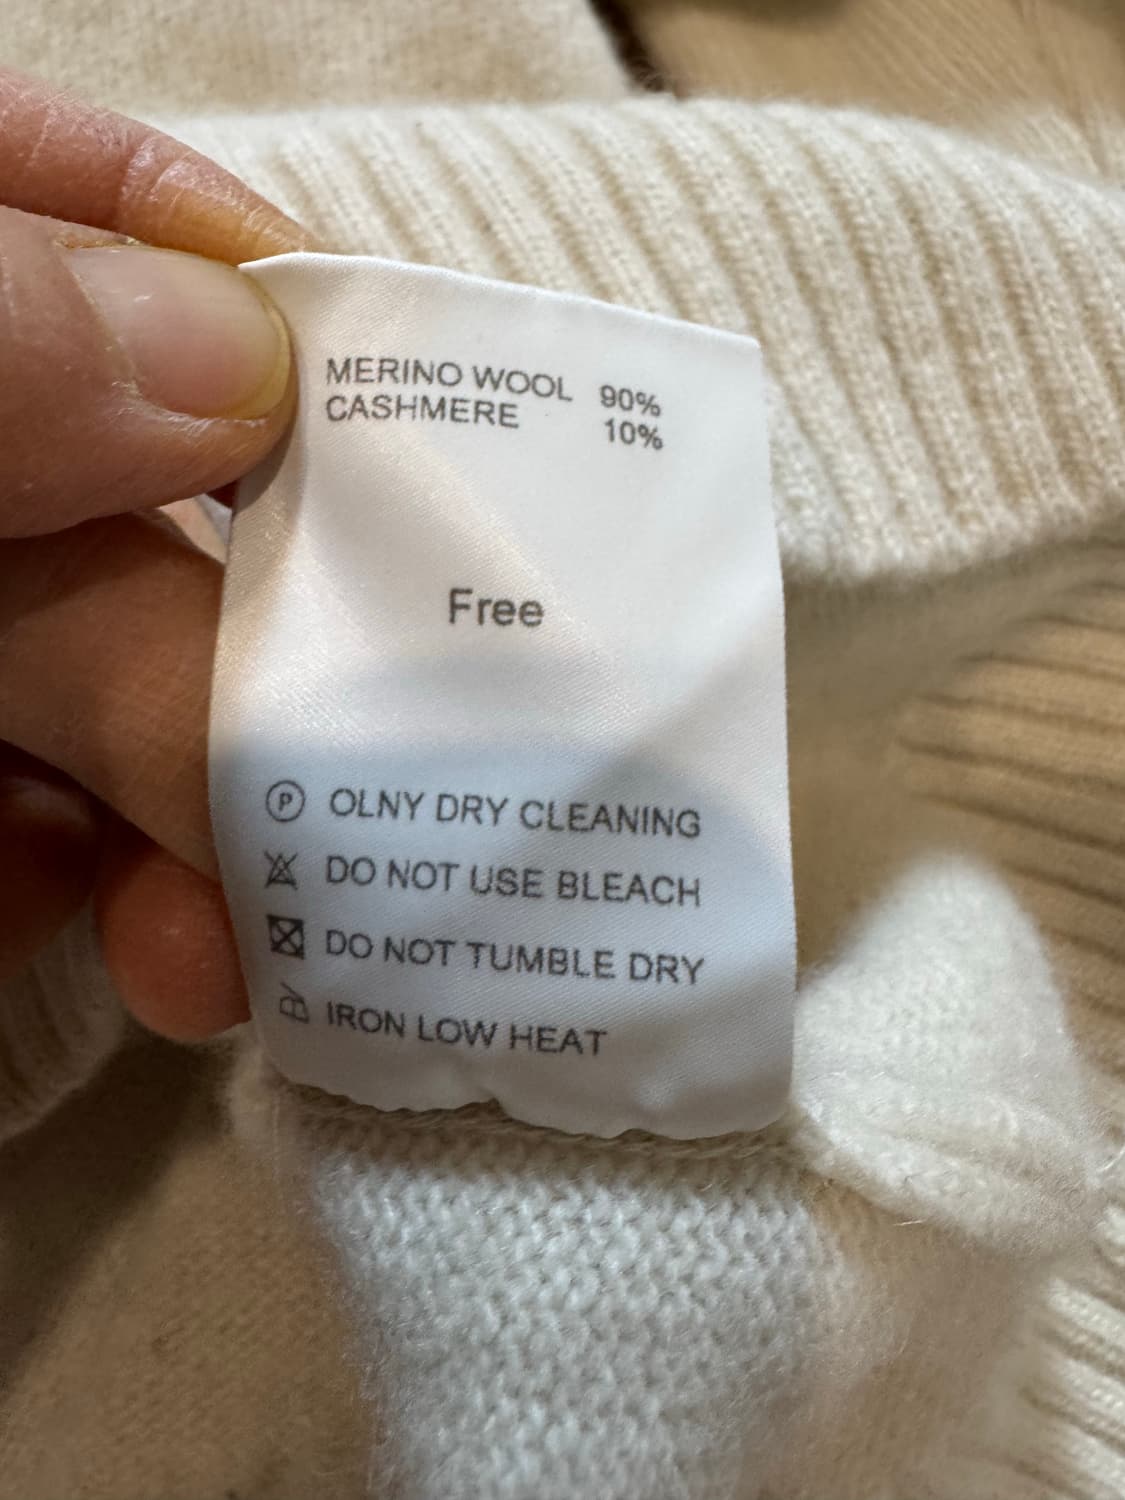 MERINO WOOL 90%
CASHMERE 10%
Free
P OLNY DRY CLEANING
DO NOT USE BLEACH
DO NOT TUMBLE DRY
IRON LOW HEAT